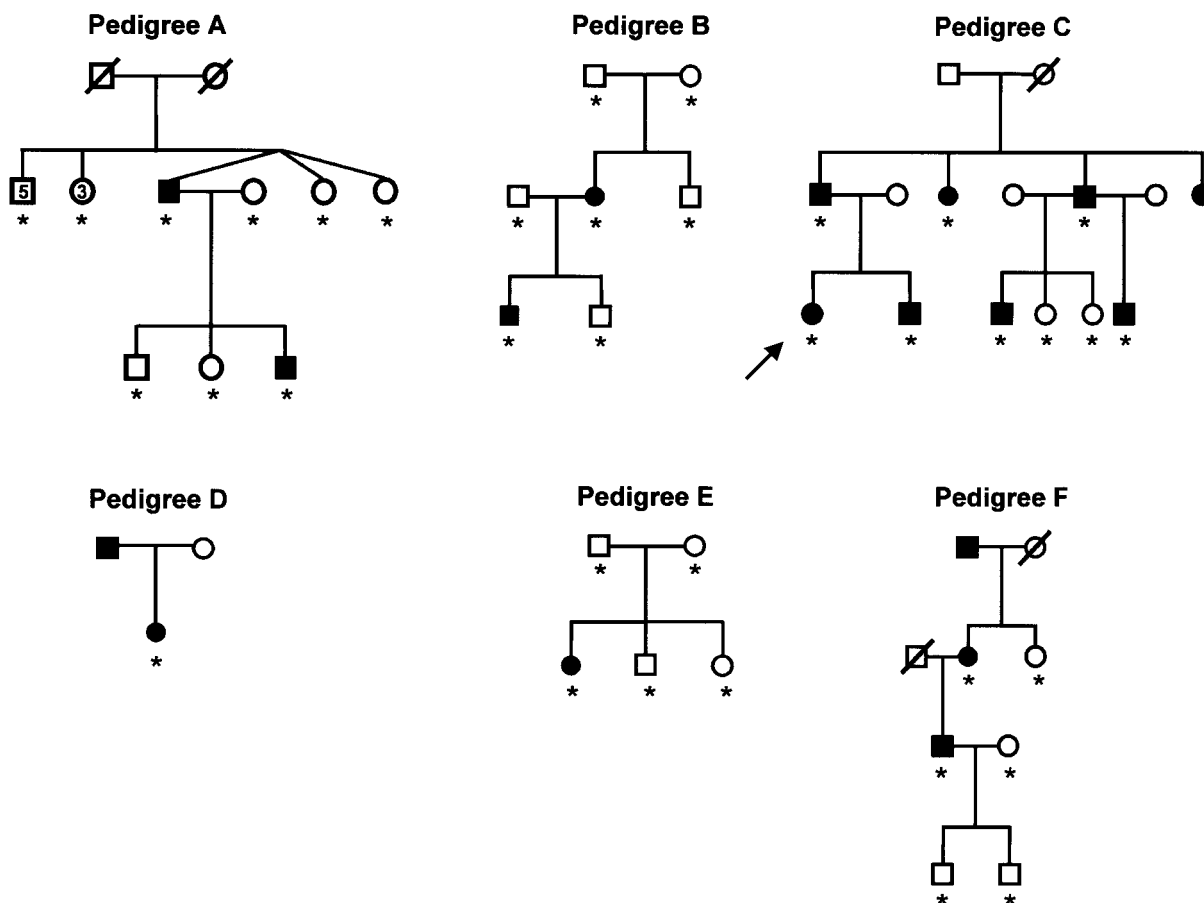 Pedigree A
Pedigree B
Pedigree C
* *
5 3
* * * * * *
* * *
* *
* *
* * * * * *
* * *
Pedigree D
Pedigree E
Pedigree F
* *
*
* * *
* *
* *
* *